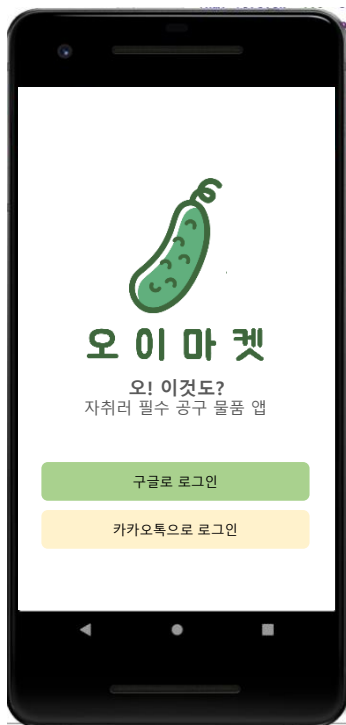 오이마켓
오! 이것도?
자취러 필수 공구 물품 앱
구글로 로그인
카카오톡으로 로그인